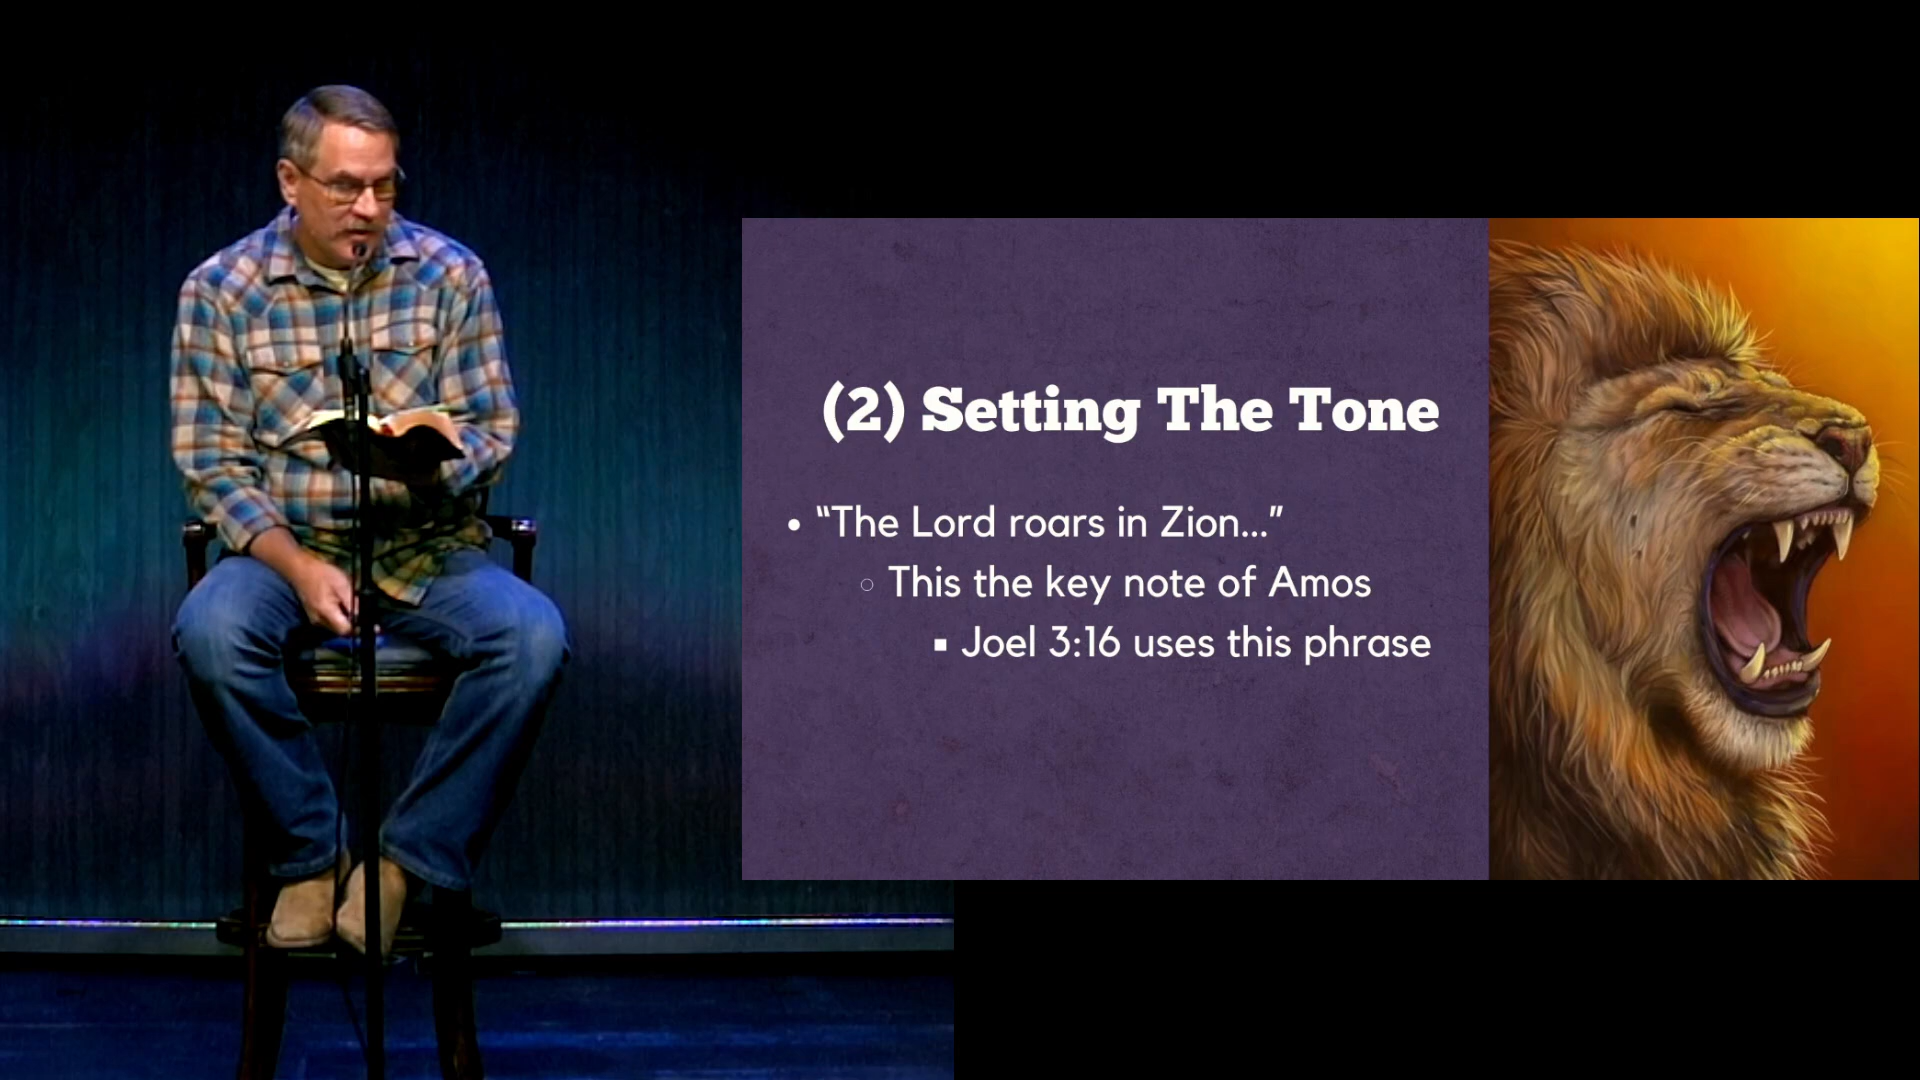 (2) Setting The Tone
• “The Lord roars in Zion...”
○ This the key note of Amos
▪ Joel 3:16 uses this phrase